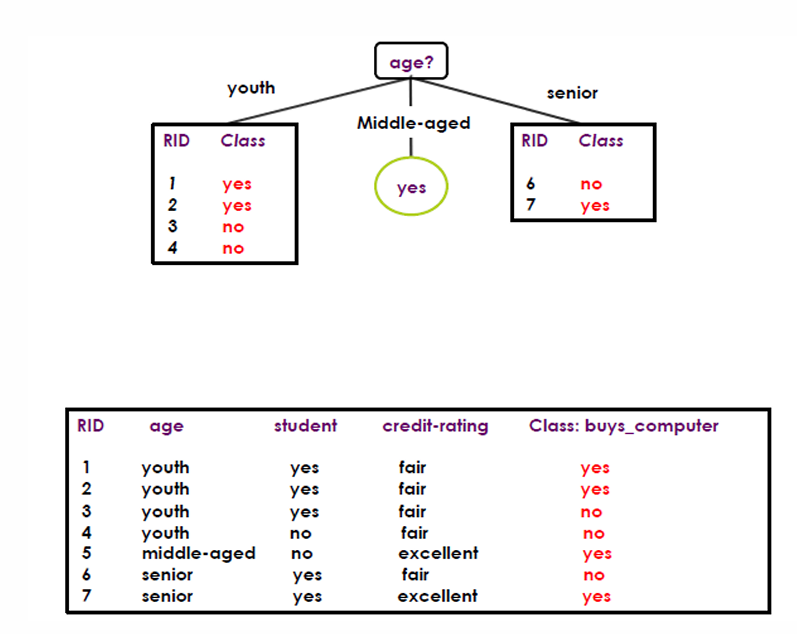 age?
youth
senior
Middle-aged
RID Class
1 yes
2 yes
3 no
4 no
yes
RID Class
6 no
7 yes
RID age student credit-rating Class: buys_computer
1 youth yes fair yes
2 youth yes fair yes
3 youth yes fair no
4 youth no fair no
5 middle-aged no excellent yes
6 senior yes fair no
7 senior yes excellent yes